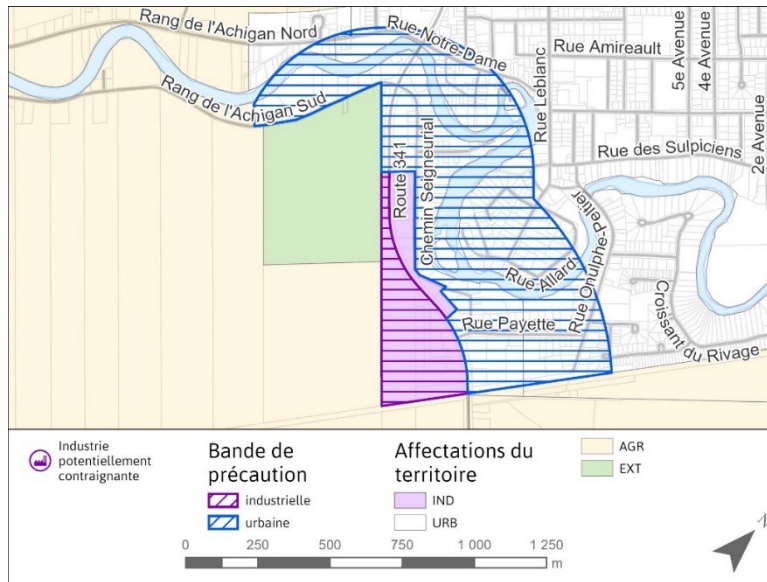 Rang de l'Achigan Nord
Rue Notre-Dame
Rue Amireault
5e Avenue
4e Avenue
Rang de l'Achigan Sud
Rue Leblanc
Rue des Sulpiciens
2e Avenue
Route 341
Chemin Seigneurial
Rue Allard
Rue Onulphe-Peltier
Rue Payette
Croissant du Rivage
Industrie
potentiellement
contraignante
Bande de
précaution
industrielle
urbaine
Affectations du
territoire
IND
URB
AGR
EXT
0 250 500 750 1 000 1 250
m
N